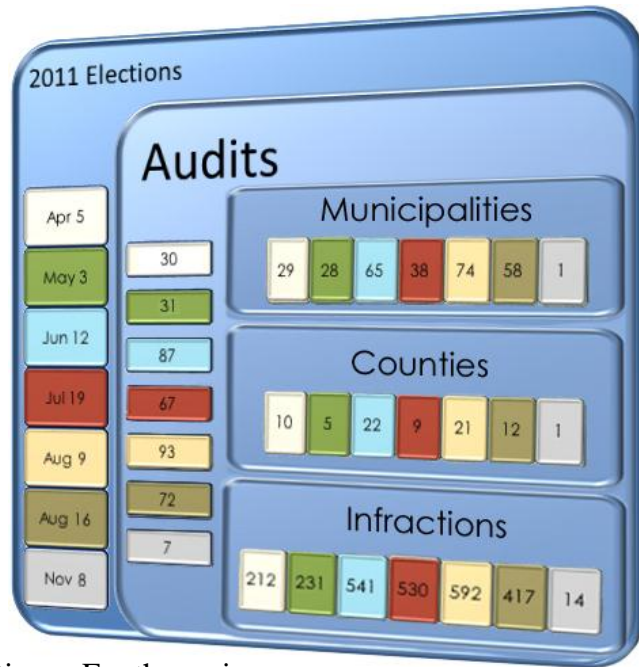 2011 Elections
Audits
Apr 5
May 3
Jun 12
Jul 19
Aug 9
Aug 16
Nov 8
30
31
87
67
93
72
7
Municipalities
29 28 65 38 74 58 1
Counties
10 5 22 9 21 12 1
Infractions
212 231 541 530 592 417 14